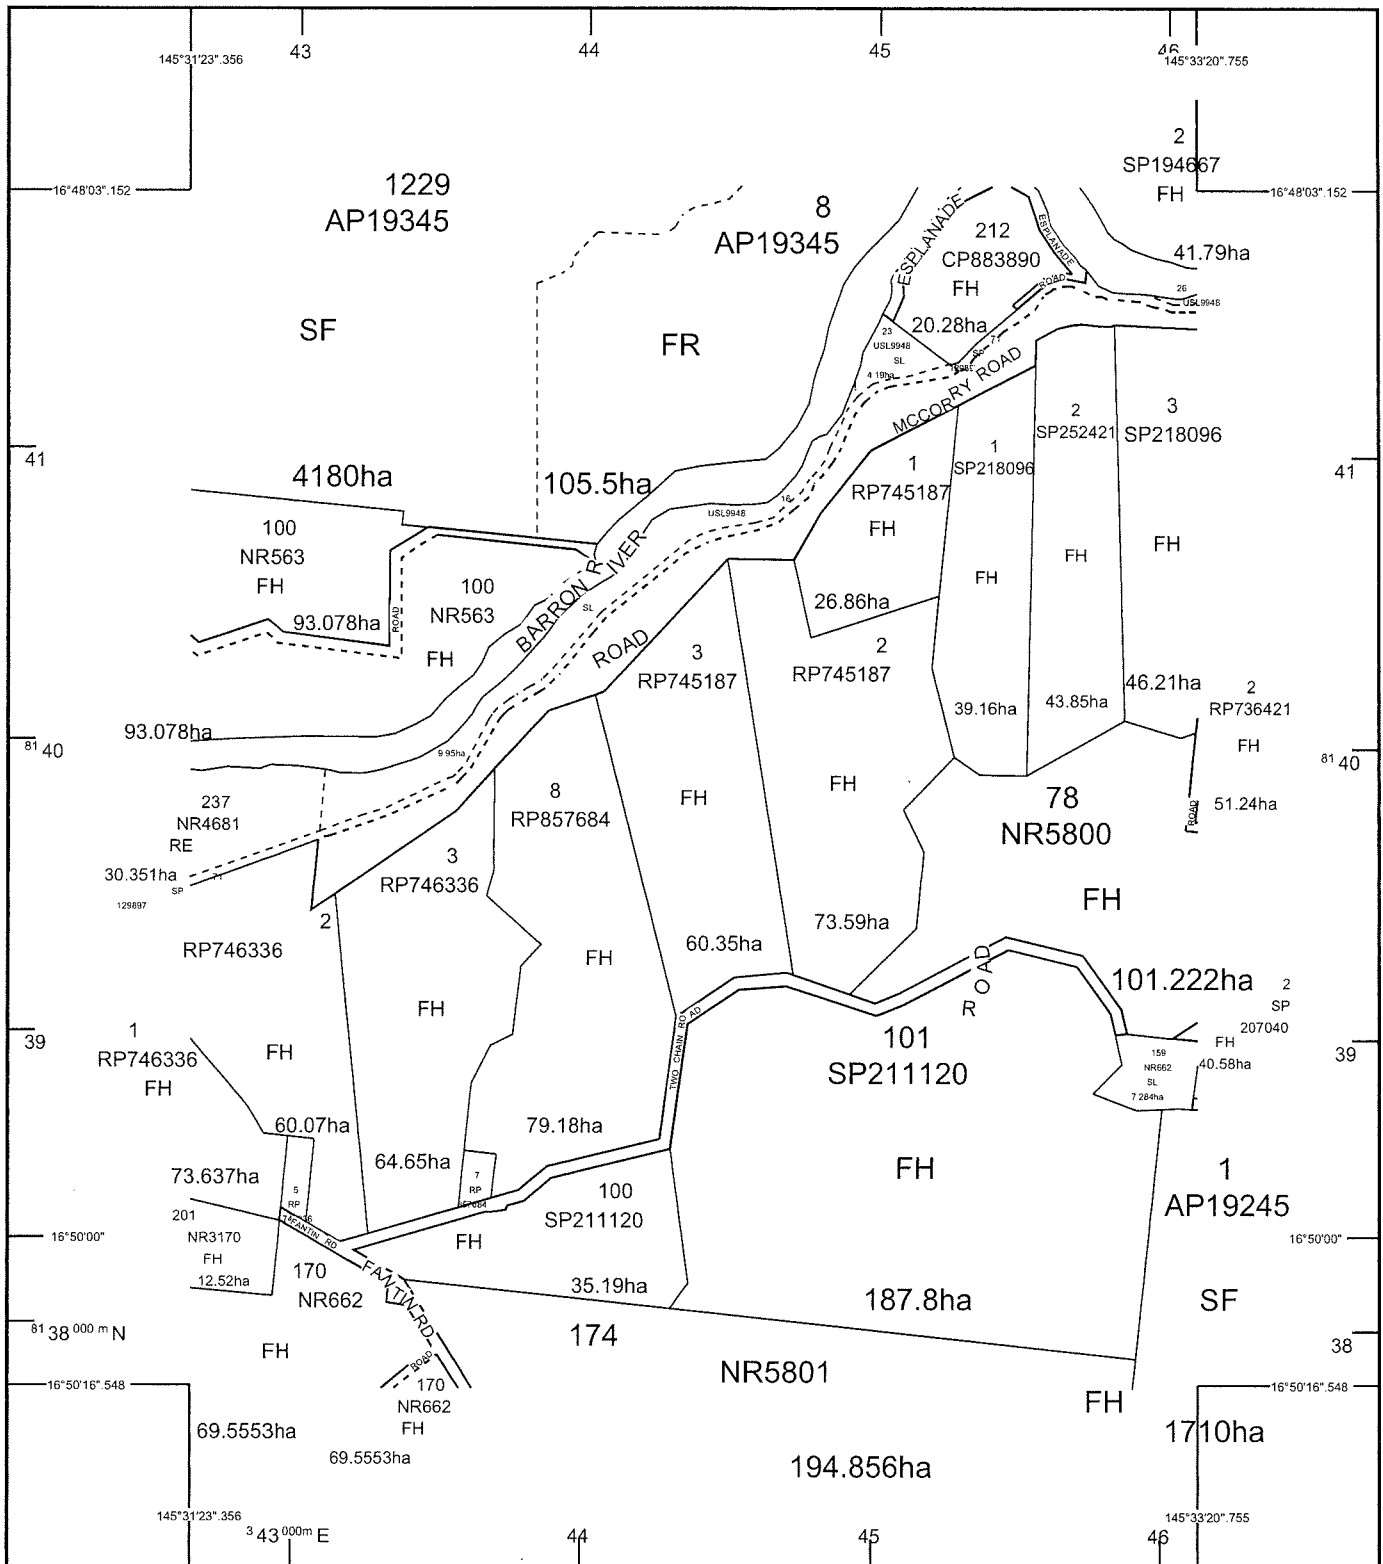 43
44
45
46
145°31'23".356
145°33'20".755
2
SP194667
FH
16°48'03".152
16°48'03".152
1229
AP19345
8
AP19345
ESPLANADE
212
CP883890
FH
20.28ha
ESPLANADE
ROAD
41.79ha
26
USL9948
SF
FR
23
USL9948
SL
4.19ha
SP
71
MCCORRY ROAD
2
SP252421
3
SP218096
41
41
4180ha
105.5ha
1
RP745187
FH
1
SP218096
16
USL9948
100
NR563
FH
93.078ha
ROAD
100
NR563
FH
BARRON RIVER
SL
ROAD
26.86ha
FH
FH
FH
3
RP745187
2
RP745187
46.21ha
2
RP736421
FH
39.16ha
43.85ha
93.078ha
81 40
81 40
9.95ha
237
NR4681
RE
30.351ha
SP
71
129897
8
RP857684
FH
FH
78
NR5800
ROAD
51.24ha
3
RP746336
FH
2
RP746336
73.59ha
60.35ha
FH
ROAD
101.222ha
2
SP
207040
FH
40.58ha
39
39
1
RP746336
FH
FH
FH
TWO CHAIN ROAD
101
SP211120
159
NR662
SL
7.284ha
60.07ha
79.18ha
64.65ha
73.637ha
5
RP
7
RP
100
SP211120
FH
FH
1
AP19245
201
NR3170
FH
12.52ha
FANTIN RD
16°50'00"
16°50'00"
170
NR662
FANTIN RD
35.19ha
187.8ha
SF
81 38 000 m N
38
FH
174
NR5801
ROAD
170
NR662
FH
FH
16°50'16".548
16°50'16".548
69.5553ha
69.5553ha
1710ha
194.856ha
145°31'23".356
145°33'20".755
3 43 000m E
44
45
46